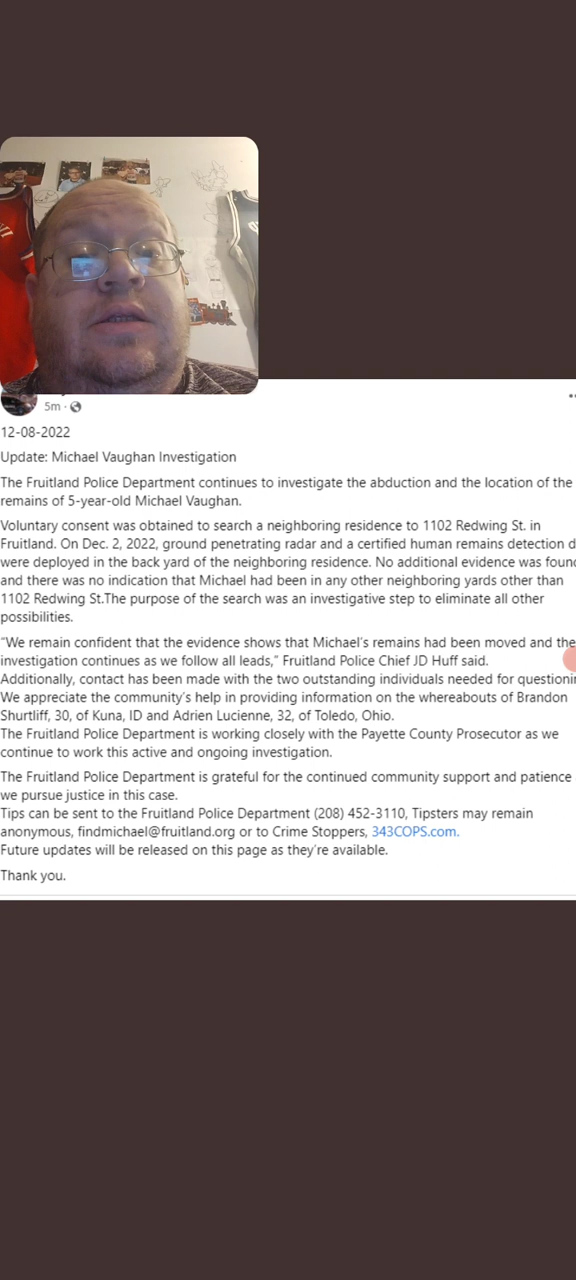 5m ·
12-08-2022
Update: Michael Vaughan Investigation
The Fruitland Police Department continues to investigate the abduction and the location of the
remains of 5-year-old Michael Vaughan.
Voluntary consent was obtained to search a neighboring residence to 1102 Redwing St. in
Fruitland. On Dec. 2, 2022, ground penetrating radar and a certified human remains detection d
were deployed in the back yard of the neighboring residence. No additional evidence was foun
and there was no indication that Michael had been in any other neighboring yards other than
1102 Redwing St.The purpose of the search was an investigative step to eliminate all other
possibilities.
“We remain confident that the evidence shows that Michael's remains had been moved and the
investigation continues as we follow all leads,” Fruitland Police Chief JD Huff said.
Additionally, contact has been made with the two outstanding individuals needed for questioni
We appreciate the community's help in providing information on the whereabouts of Brandon
Shurtliff, 30, of Kuna, ID and Adrien Lucienne, 32, of Toledo, Ohio.
The Fruitland Police Department is working closely with the Payette County Prosecutor as we
continue to work this active and ongoing investigation.
The Fruitland Police Department is grateful for the continued community support and patience
we pursue justice in this case.
Tips can be sent to the Fruitland Police Department (208) 452-3110, Tipsters may remain
anonymous, findmichael@fruitland.org or to Crime Stoppers, 343COPS.com.
Future updates will be released on this page as they're available.
Thank you.